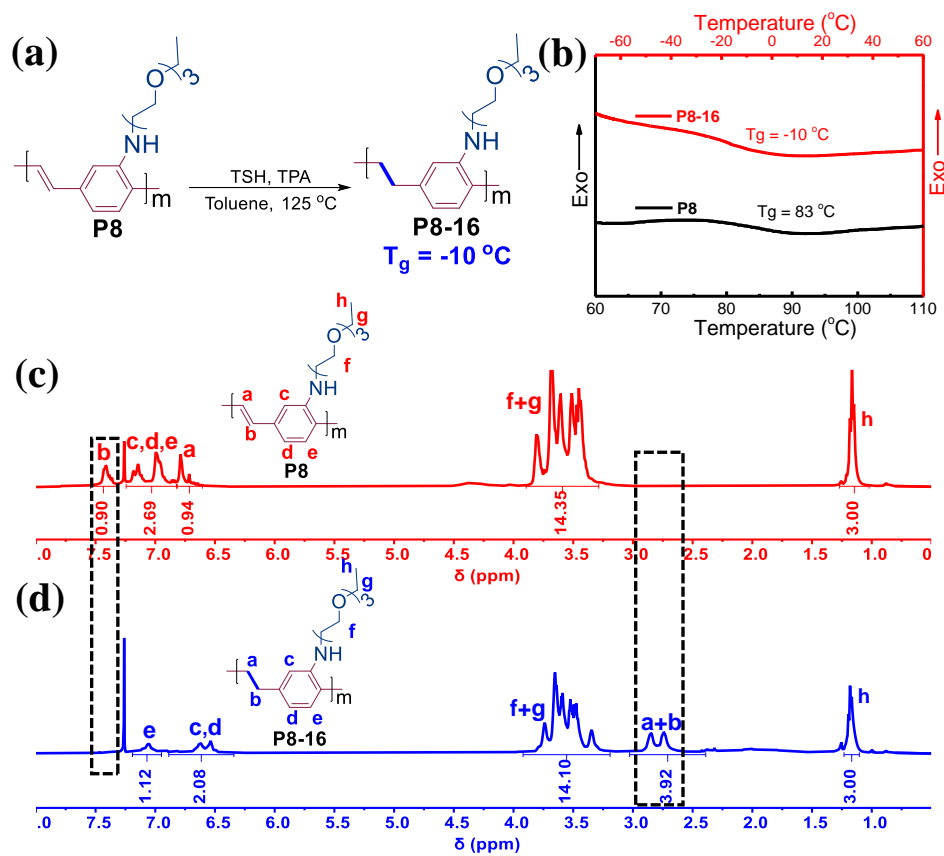 (a)
O
3
NH
m
P8
TSH, TPA
Toluene, 125 °C
O
3
NH
m
P8-16
Tg = -10 °C
(b)
Temperature (°C)
-60 -40 -20 0 20 40 60
P8-16
Tg = -10 °C
P8
Tg = 83 °C
Exo
Exo
60 70 80 90 100 110
Temperature (°C)
(c)
h
g
O
3
f
NH
a
c
b
m
d e
P8
b
c,d,e
a
f+g
h
0.90
2.69
0.94
14.35
3.00
.0 7.5 7.0 6.5 6.0 5.5 5.0 4.5 4.0 3.5 3.0 2.5 2.0 1.5 1.0 0
δ (ppm)
(d)
h
g
O
3
f
NH
a
c
b
m
d e
P8-16
e
c,d
f+g
a+b
h
1.12
2.08
14.10
3.92
3.00
.0 7.5 7.0 6.5 6.0 5.5 5.0 4.5 4.0 3.5 3.0 2.5 2.0 1.5 1.0 0.5
δ (ppm)